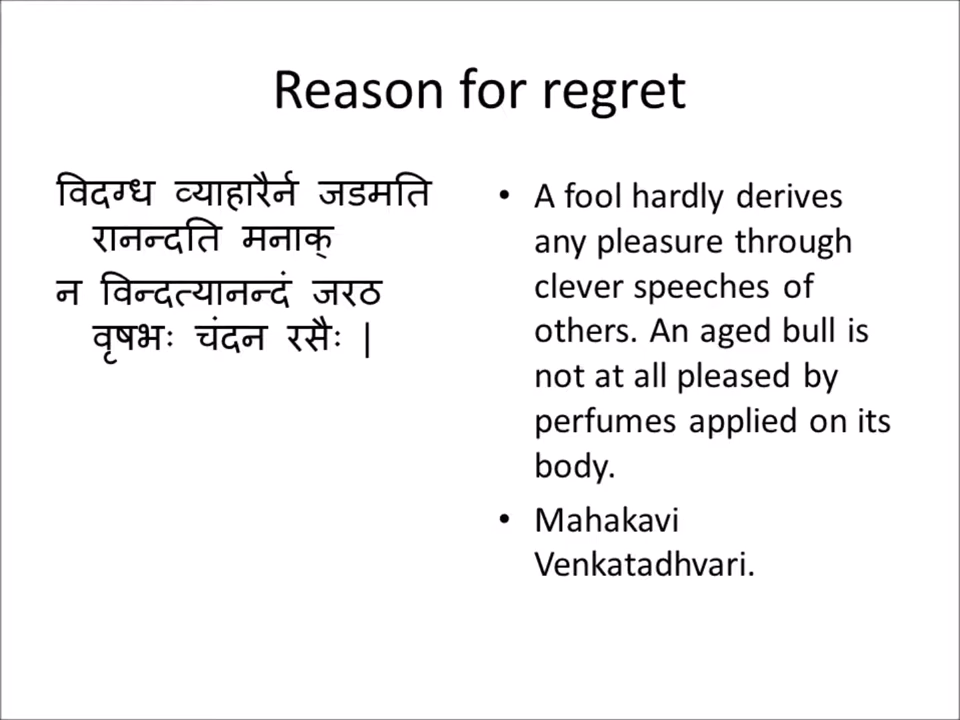 Reason for regret
विदग्ध व्याहारैर्न जडमति
रानन्दति मनाक्
न विन्दत्यानन्दं जरठ
वृषभः चंदन रसैः |
• A fool hardly derives
any pleasure through
clever speeches of
others. An aged bull is
not at all pleased by
perfumes applied on its
body.
• Mahakavi
Venkatadhvari.